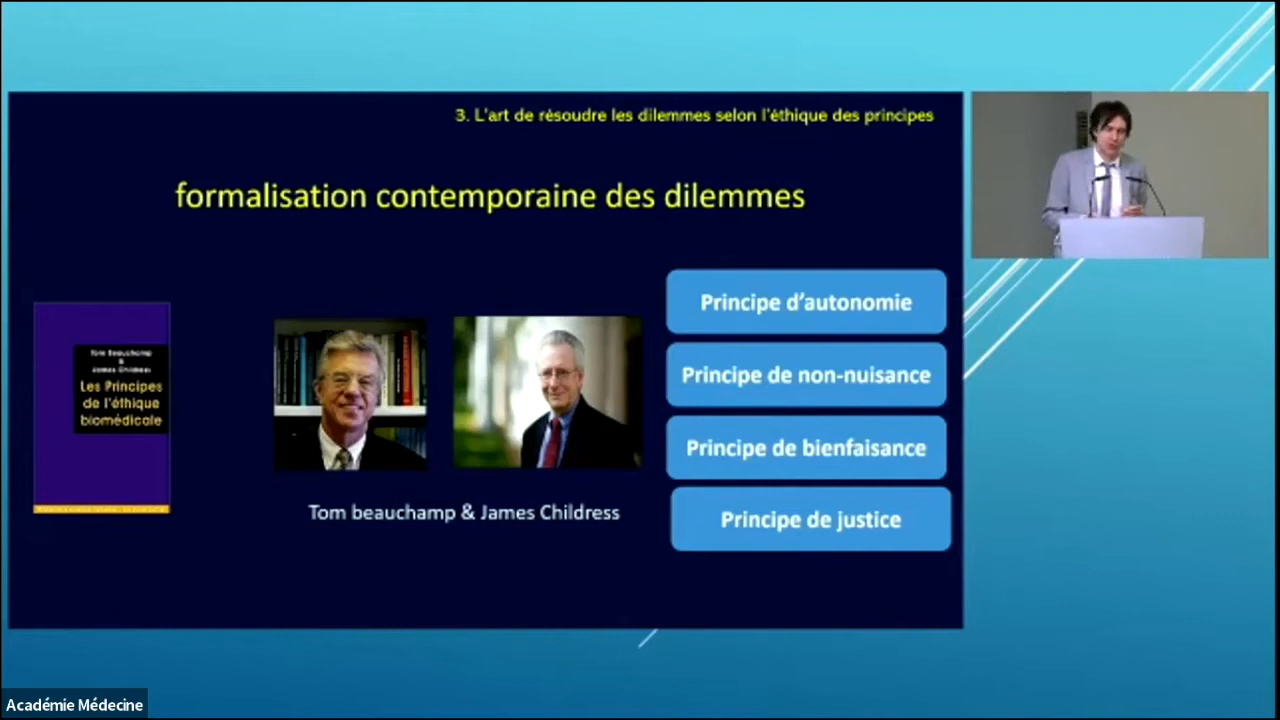 3. L'art de résoudre les dilemmes selon l'éthique des principes
formalisation contemporaine des dilemmes
Tom Beauchamp
&
James Childress
Les Principes
de l'éthique
biomédicale
Tom beauchamp & James Childress
Principe d'autonomie
Principe de non-nuisance
Principe de bienfaisance
Principe de justice
Académie Médecine